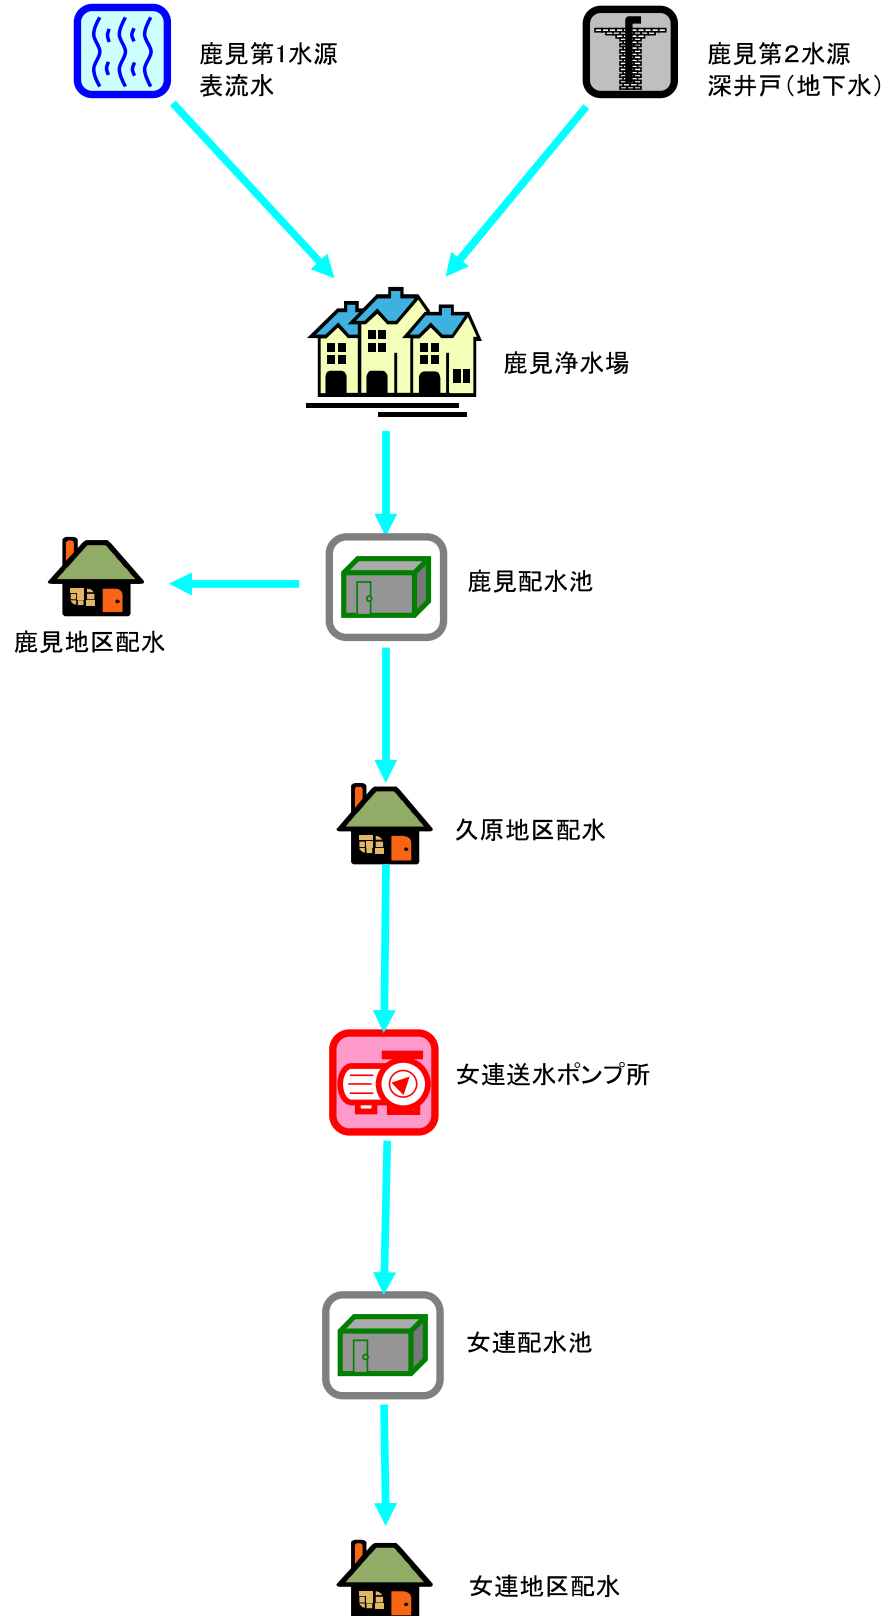 鹿見第1水源
表流水
鹿見第2水源
深井戸(地下水)
鹿見浄水場
鹿見配水池
鹿見地区配水
久原地区配水
女連送水ポンプ所
女連配水池
女連地区配水